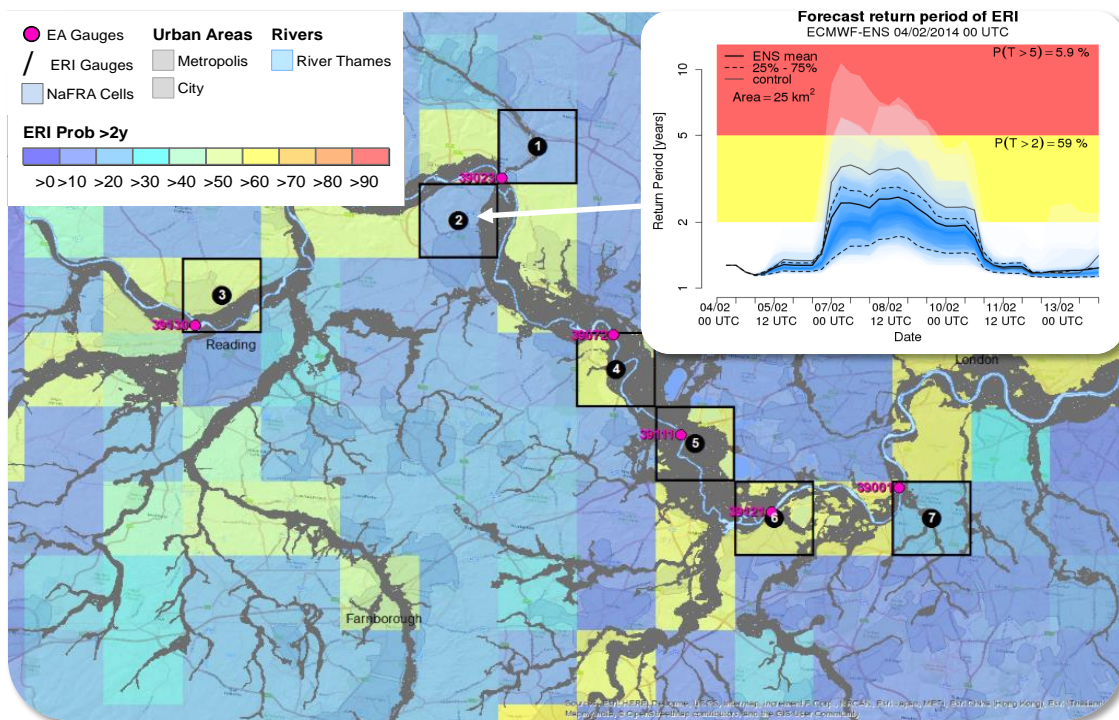 EA Gauges
ERI Gauges
NaFRA Cells
Urban Areas
Metropolis
City
Rivers
River Thames
ERI Prob >2y
>0 >10 >20 >30 >40 >50 >60 >70 >80 >90
Forecast return period of ERI
ECMWF-ENS 04/02/2014 00 UTC
ENS mean
25% - 75%
control
Area = 25 km²
P(T > 5) = 5.9 %
P(T > 2) = 59 %
Return Period [years]
10
5
2
1
04/02 05/02 07/02 08/02 10/02 11/02 13/02
00 UTC 12 UTC 00 UTC 12 UTC 00 UTC 12 UTC 00 UTC
Date
1
39023
2
3
39130
Reading
39072
4
London
39111
5
39001
39121
6
7
Farnborough